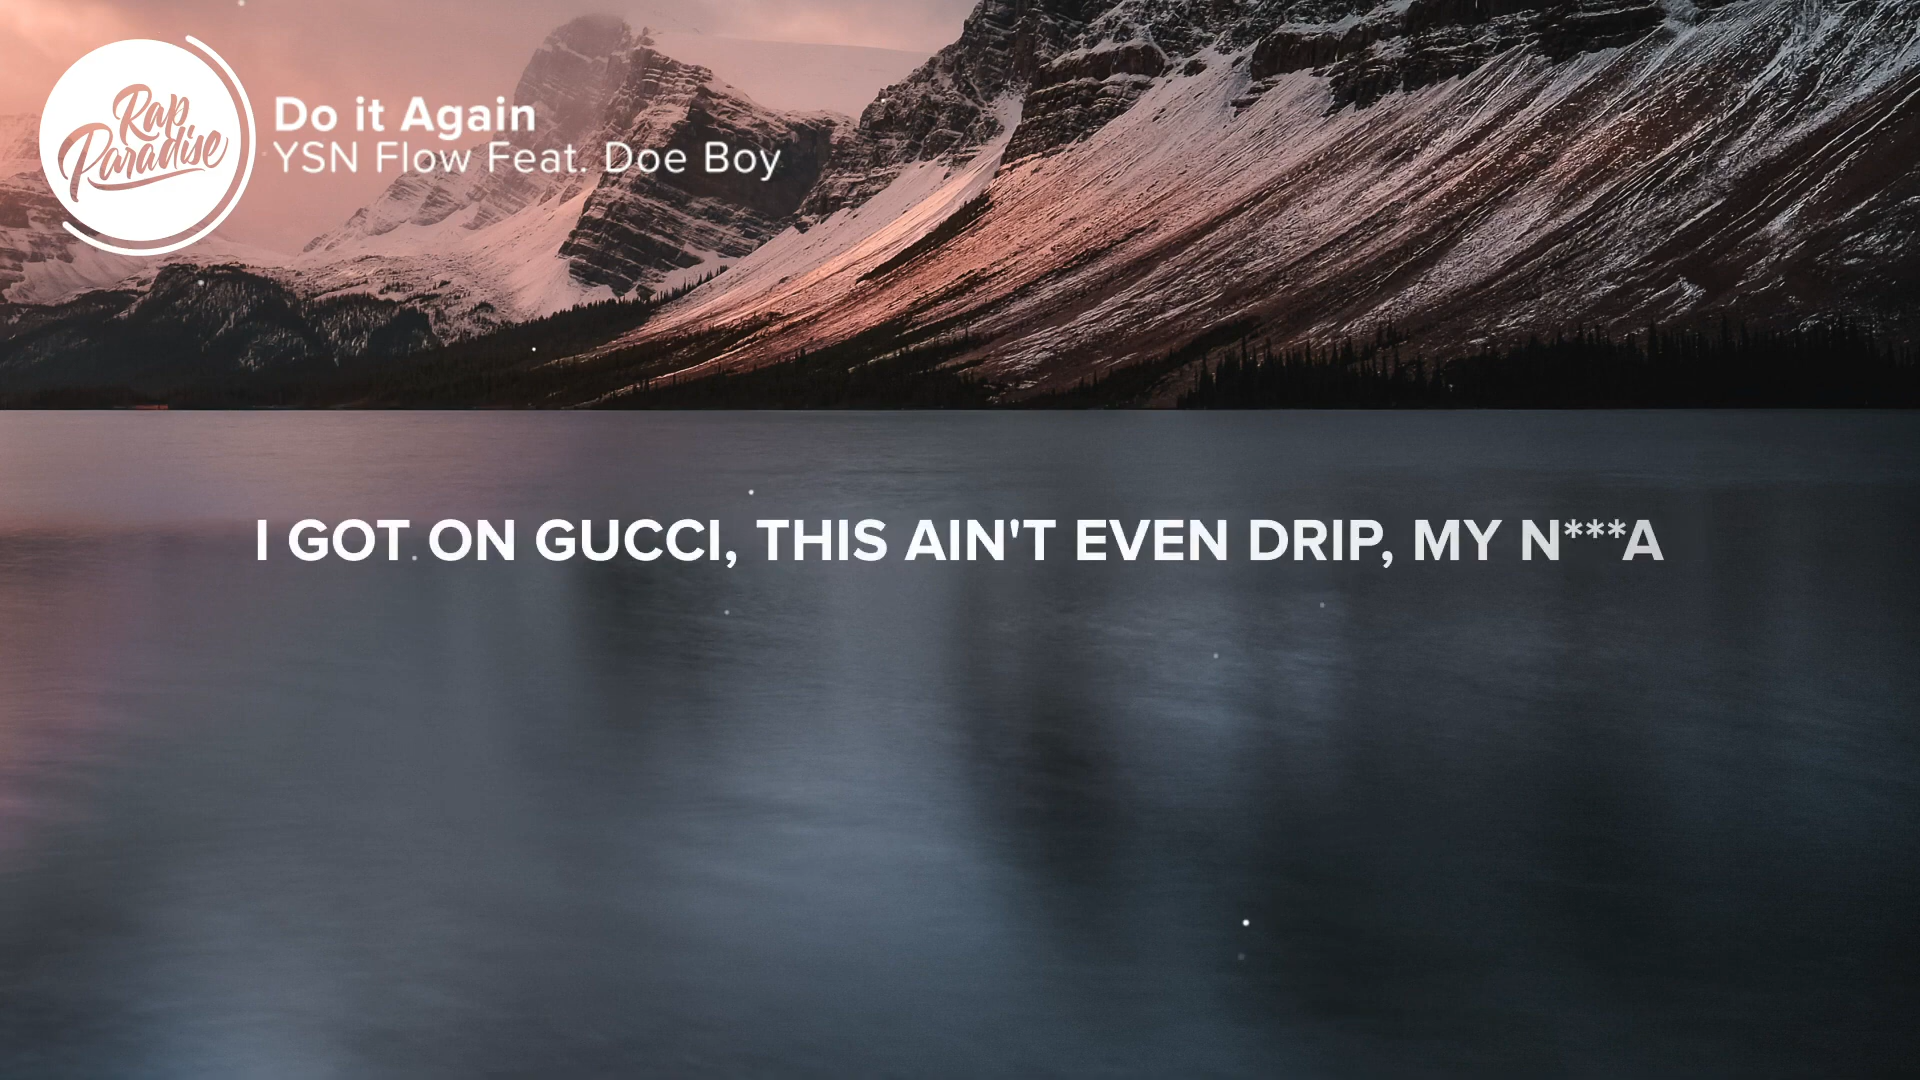 Rap
Paradise
Do it Again
YSN Flow Feat. Doe Boy
I GOT ON GUCCI, THIS AIN'T EVEN DRIP, MY N***A